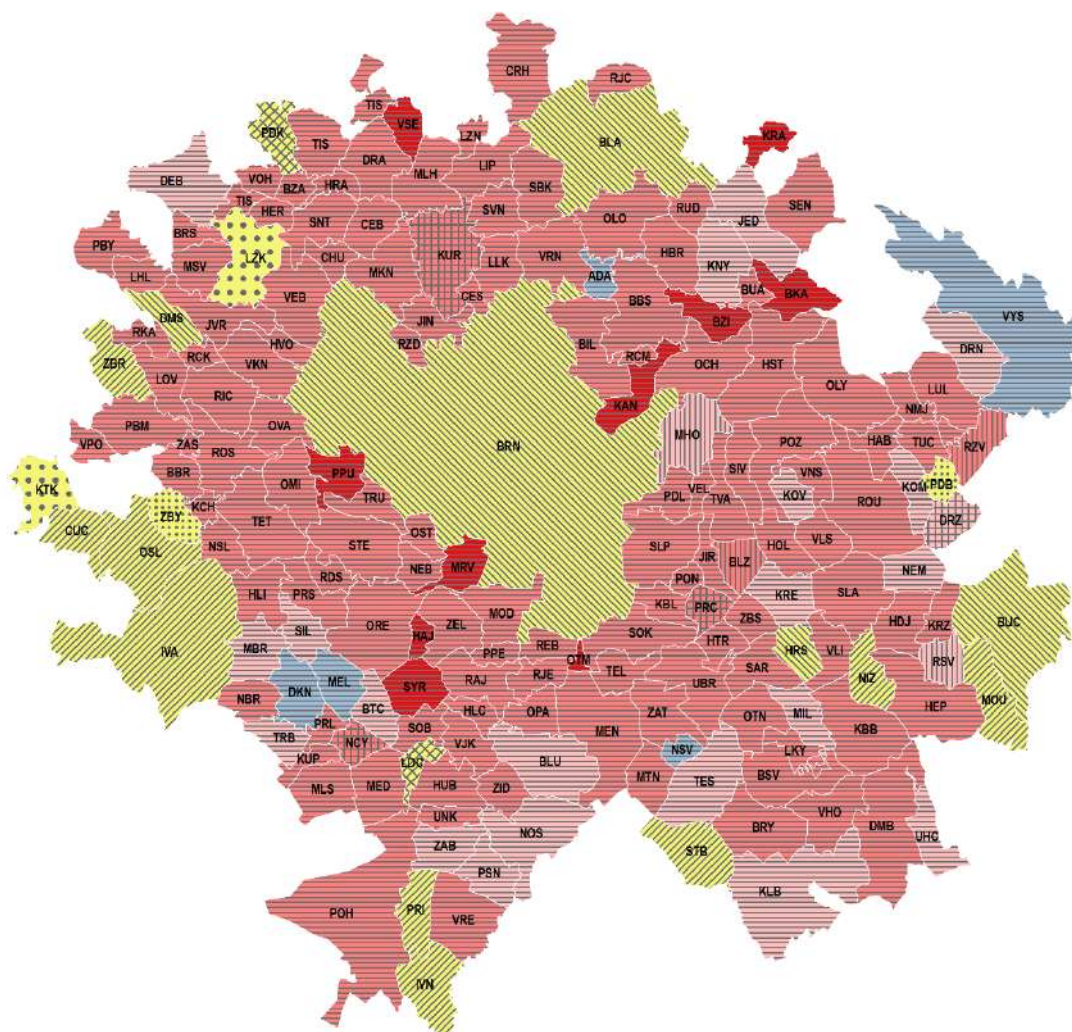 CRH
RJC
TIS
VSE
LZN
KRA
PDK
TIS
DRA
BLA
MLH
LIP
DEB
VOH
BZA
HRA
SBK
TIS
HER
SVN
OLO
RUD
JED
SEN
SNT
CEB
BRS
PBY
MSV
LZK
CHU
MKN
KUR
LLK
VRN
HBR
KNY
LHL
ADA
BUA
BKA
VEB
CES
BBS
BZI
VYS
BMS
JVR
JIN
RKA
HVO
RZD
BIL
RCM
DRN
ZBR
RCK
VKN
OCH
HST
LOV
OLY
LUL
RIC
KAN
NMJ
PBM
OVA
MHO
VPO
ZAS
ROS
BRN
POZ
HAB
TUC
RZV
BBR
PPU
SIV
VNS
KTK
OMI
PDL
VEL
TVA
KOV
ROU
KOM
PDB
ZBY
KCH
TRU
CUC
TET
DRZ
OSL
NSL
STE
OST
SLP
JIR
HOL
VLS
NEB
MRV
BLZ
NEM
RDS
PON
HLI
PRS
KRE
SLA
KBL
PRC
ZBS
MOD
ORE
ZEL
HDJ
KRZ
BUC
SIL
HAJ
SOK
HTR
MBR
PPE
REB
OTM
HRS
VLI
IVA
RSV
SAR
NIZ
RJE
TEL
MEL
DKN
SYR
RAJ
UBR
NBR
BTC
HLC
OPA
MOU
HEP
PRL
ZAT
MIL
OTN
SOB
MEN
KBB
TRB
NCY
VJK
KUP
NSV
LKY
LDC
BLU
MLS
MED
HUB
ZID
MTN
TES
BSV
UNK
VHO
NOS
BRY
DMB
ZAB
STB
UHC
PSN
KLB
POH
PRI
VRE
IVN